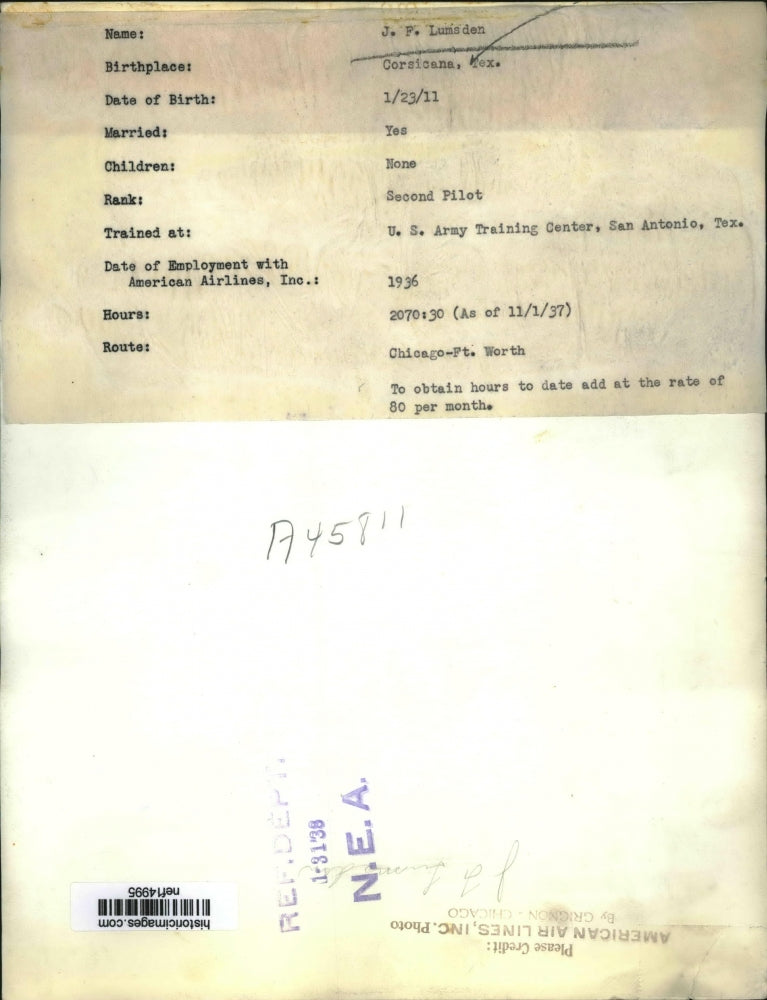 Name: J. F. Lumsden
Birthplace: Corsicana, Tex.
Date of Birth: 1/23/11
Married: Yes
Children: None
Rank: Second Pilot
Trained at: U. S. Army Training Center, San Antonio, Tex.
Date of Employment with
American Airlines, Inc.: 1936
Hours: 2070:30 (As of 11/1/37)
Route: Chicago-Ft. Worth
To obtain hours to date add at the rate of
80 per month.
A45811
REF. DEPT.
1-31'38
N.E.A.
J F Lumsden
Please Credit:
AMERICAN AIR LINES, INC. Photo
By GRIGNON - CHICAGO
historicimages.com
nef14995